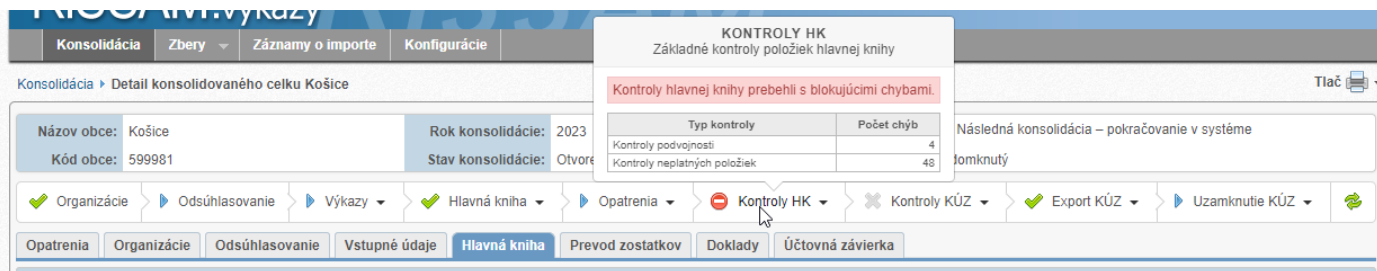 RISSAM.výkazy
Konsolidácia Zbery Záznamy o importe Konfigurácie
KONTROLY HK
Základné kontroly položiek hlavnej knihy
Kontroly hlavnej knihy prebehli s blokujúcimi chybami.
Typ kontroly Počet chýb
Kontroly podvojnosti 4
Kontroly neplatných položiek 48
Konsolidácia Detail konsolidovaného celku Košice Tlač
Názov obce: Košice Rok konsolidácie: 2023 Následná konsolidácia – pokračovanie v systéme
Kód obce: 599981 Stav konsolidácie:
Organizácie Odsúhlasovanie Výkazy Hlavná kniha Opatrenia Kontroly HK Kontroly KÚZ Export KÚZ Uzamknutie KÚZ
Opatrenia Organizácie Odsúhlasovanie Vstupné údaje Hlavná kniha Prevod zostatkov Doklady Účtovná závierka